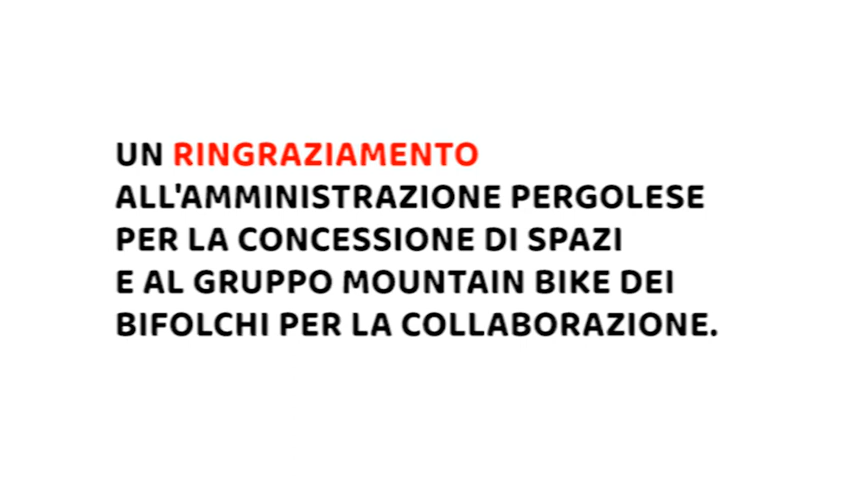 UN RINGRAZIAMENTO
ALL'AMMINISTRAZIONE PERGOLESE
PER LA CONCESSIONE DI SPAZI
E AL GRUPPO MOUNTAIN BIKE DEI
BIFOLCHI PER LA COLLABORAZIONE.